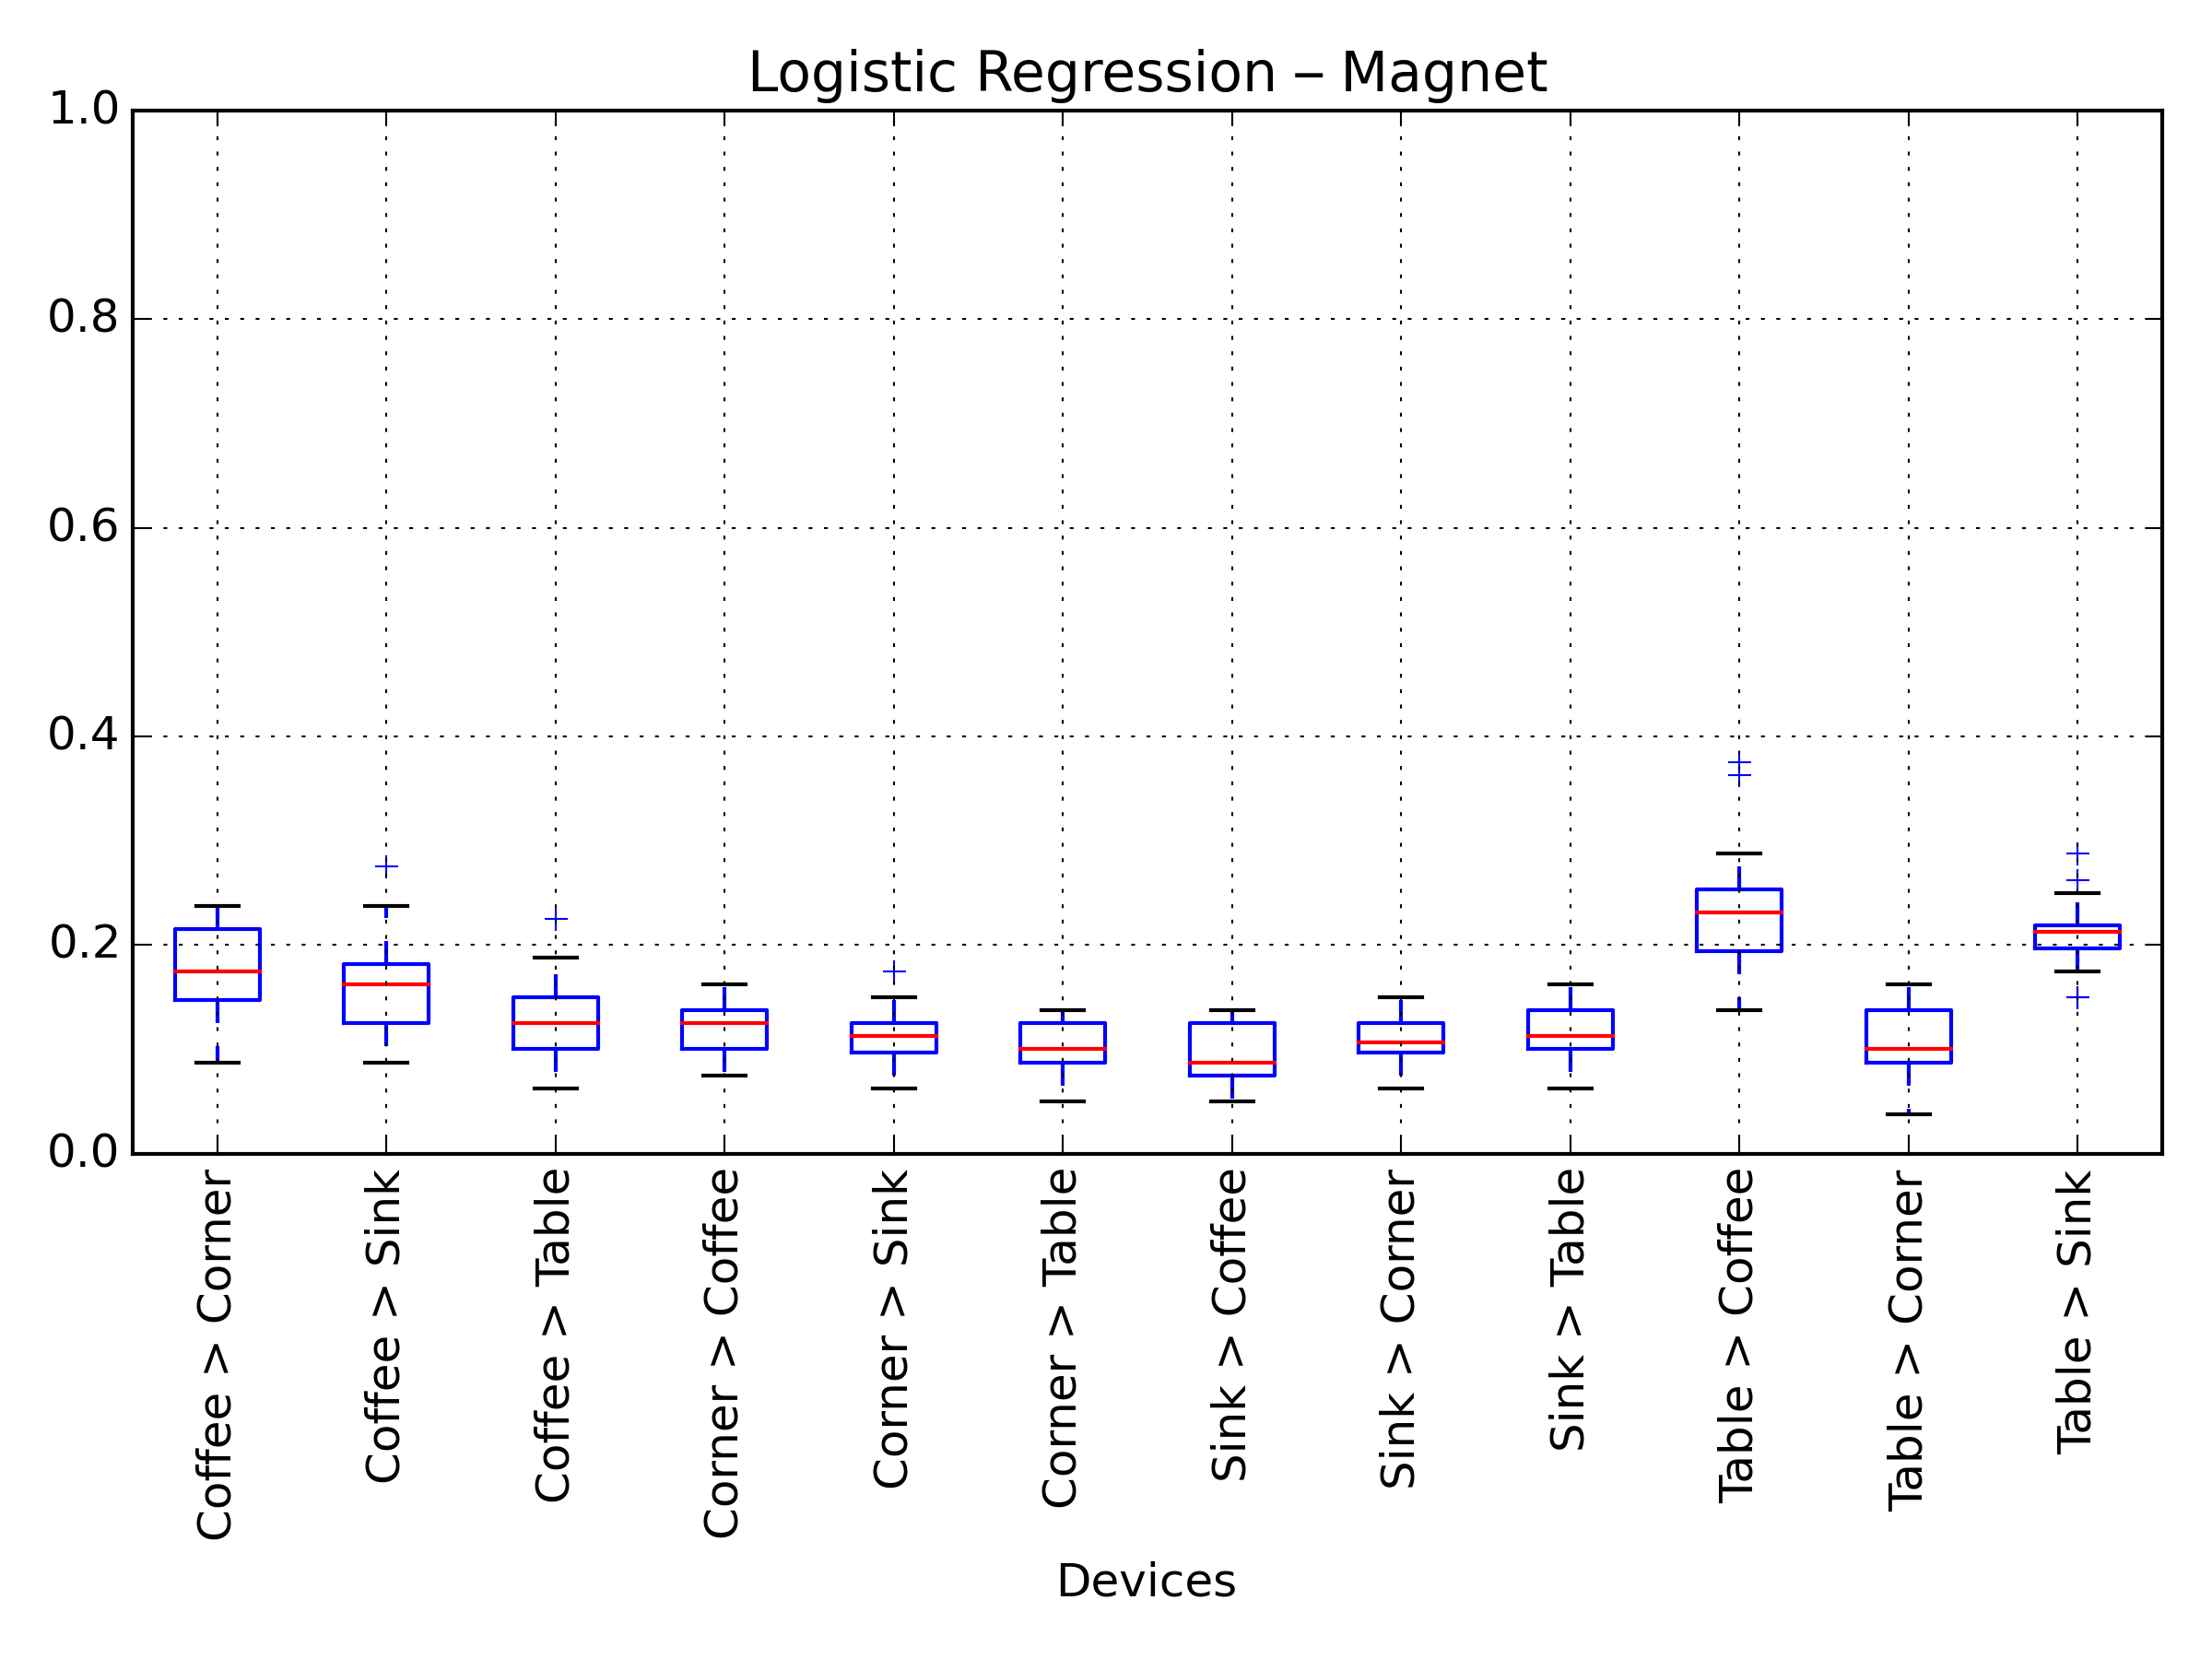 Logistic Regression – Magnet
1.0
0.8
0.6
0.4
0.2
0.0
Coffee > Corner
Coffee > Sink
Coffee > Table
Corner > Coffee
Corner > Sink
Corner > Table
Sink > Coffee
Sink > Corner
Sink > Table
Table > Coffee
Table > Corner
Table > Sink
Devices